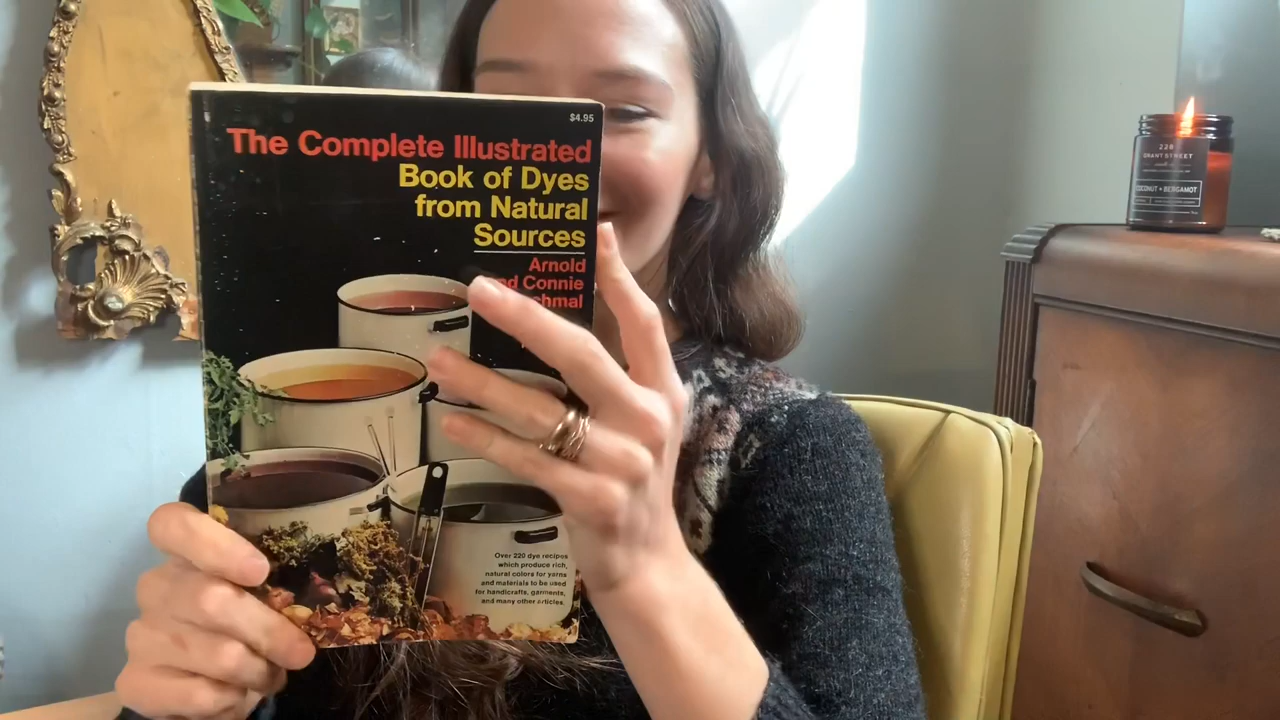 $4.95
The Complete Illustrated
Book of Dyes
from Natural
Sources
Arnold
nd Connie
chmal
Over 220 dye recipes
which produce rich,
natural colors for yarns
and materials to be used
for handicrafts, garments,
and many other articles.
228
GRANT STREET
COCONUT + BERGAMOT